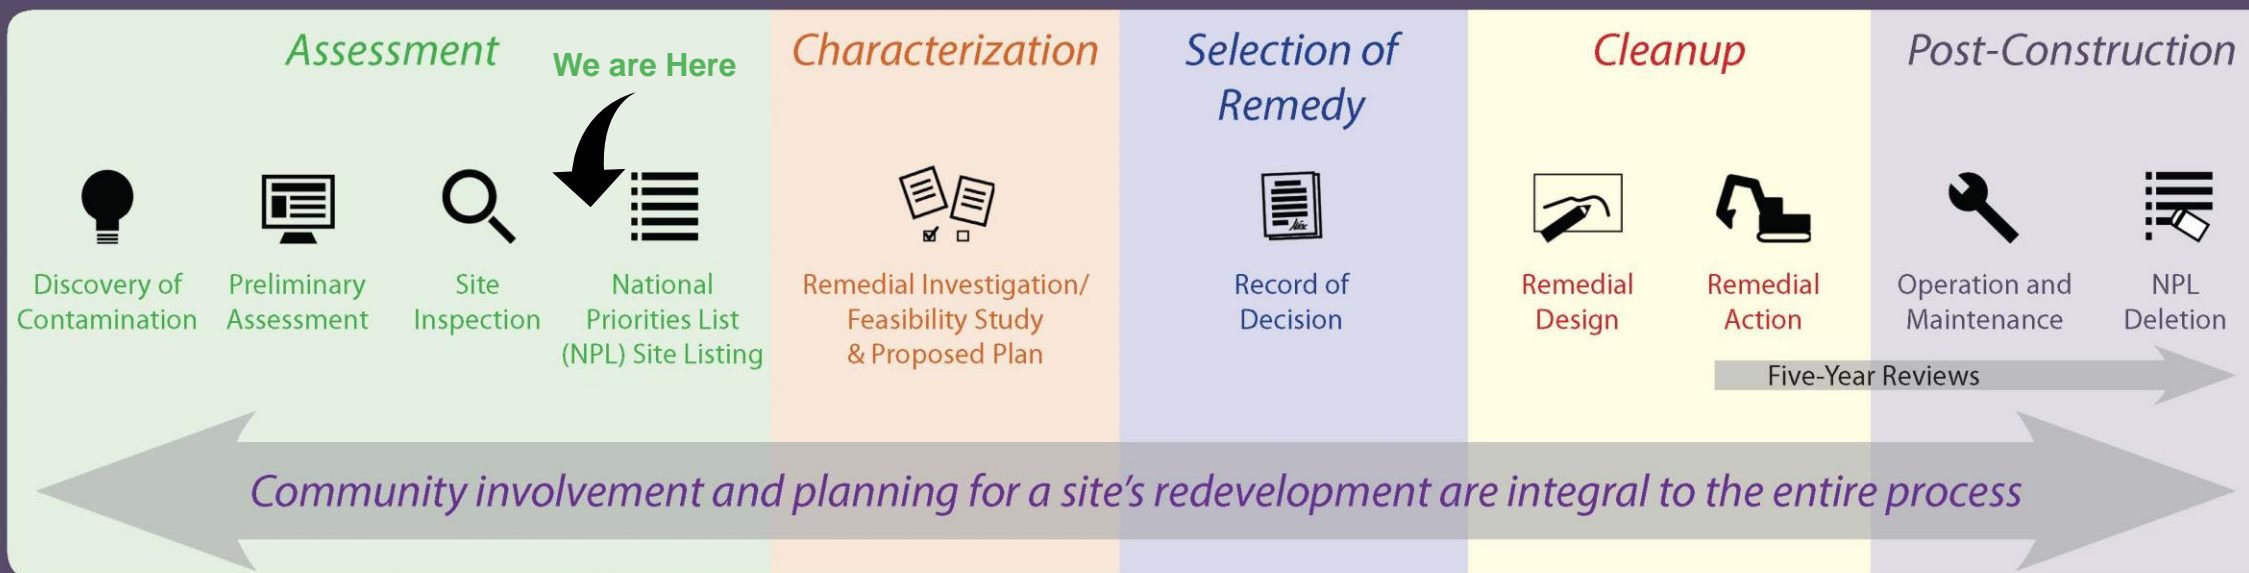 Assessment
We are Here
Characterization
Selection of
Remedy
Cleanup
Post-Construction
Discovery of
Contamination
Preliminary
Assessment
Site
Inspection
National
Priorities List
(NPL) Site Listing
Remedial Investigation/
Feasibility Study
& Proposed Plan
Record of
Decision
Remedial
Design
Remedial
Action
Operation and
Maintenance
NPL
Deletion
Five-Year Reviews
Community involvement and planning for a site's redevelopment are integral to the entire process